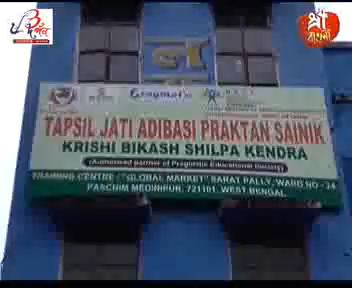 শ্রী
বাংলা
TAPSIL JATI ADIBASI PRAKTAN SAINIK
KRISHI BIKASH SHILPA KENDRA
(Authorised partner of Pragmatic Educational Society)
TRAINING CENTRE : "GLOBAL MARKET" SARAT PALLY, WARD NO - 24
PASCHIM MEDINIPUR, 721101, WEST BENGAL